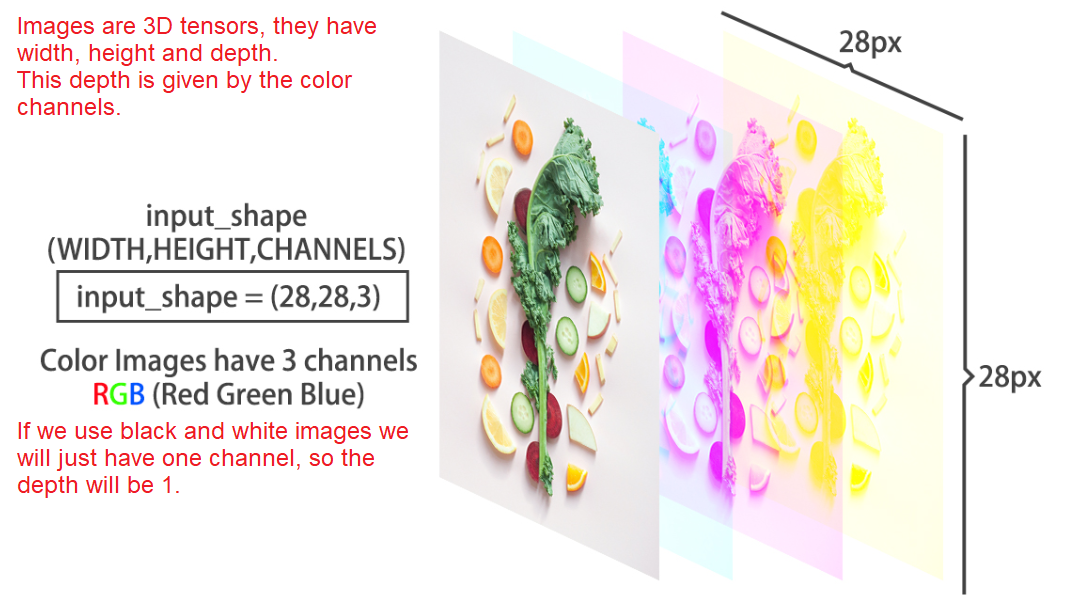 Images are 3D tensors, they have
width, height and depth.
This depth is given by the color
channels.
28px
input_shape
(WIDTH,HEIGHT,CHANNELS)
input_shape = (28,28,3)
Color Images have 3 channels
RGB (Red Green Blue)
28px
If we use black and white images we
will just have one channel, so the
depth will be 1.